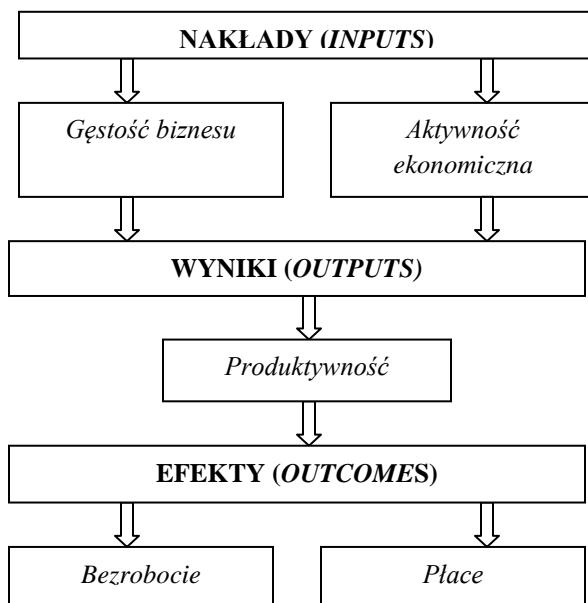 NAKŁADY (INPUTS)
Gęstość biznesu
Aktywność
ekonomiczna
WYNIKI (OUTPUTS)
Produktywność
EFEKTY (OUTCOMES)
Bezrobocie
Płace